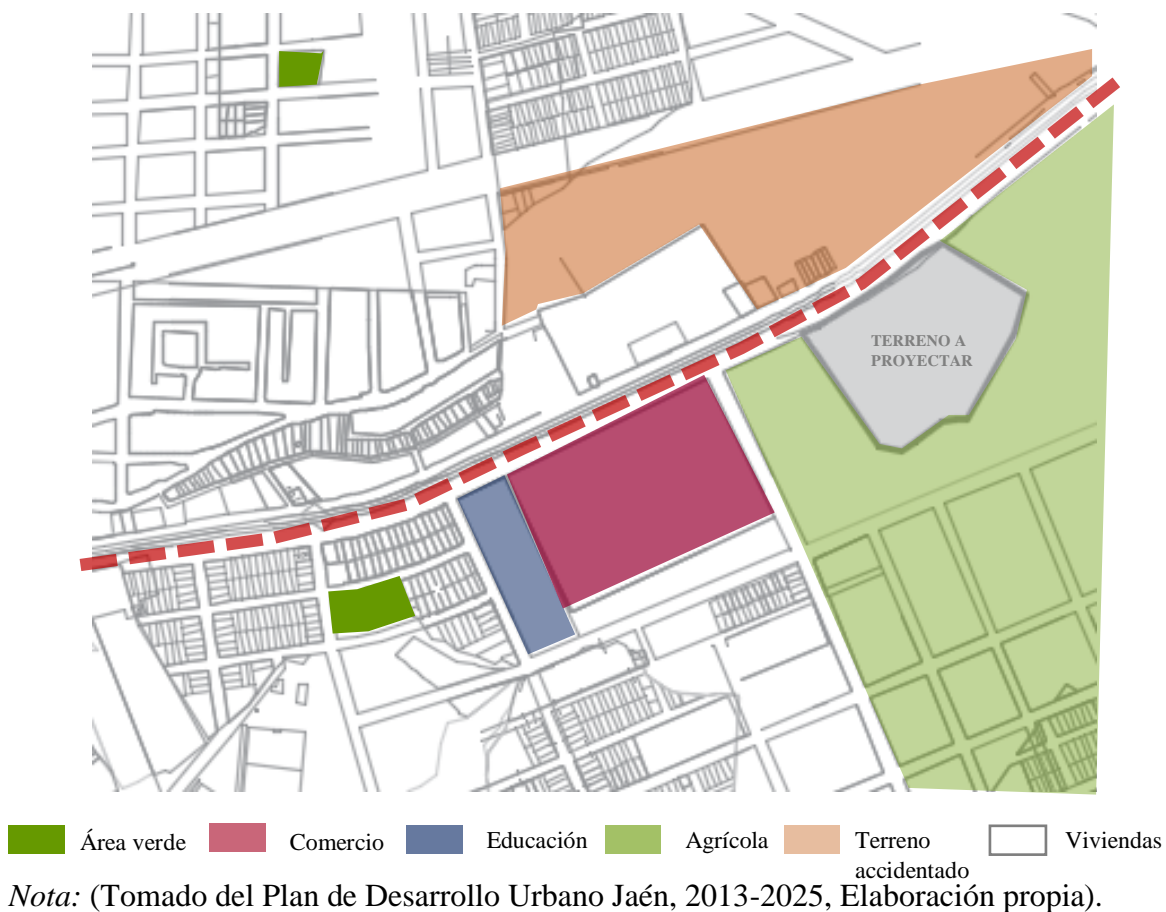 TERRENO A
PROYECTAR
Área verde
Comercio
Educación
Agrícola
Terreno
accidentado
Viviendas
Nota: (Tomado del Plan de Desarrollo Urbano Jaén, 2013-2025, Elaboración propia).